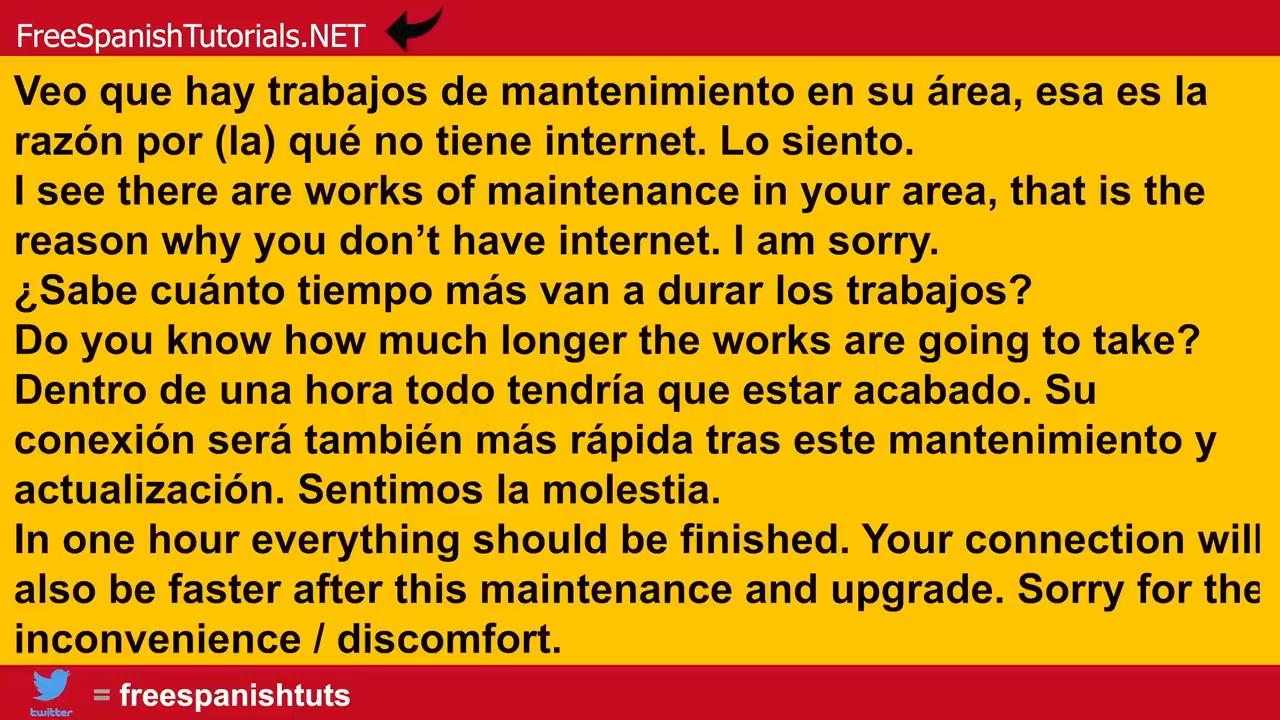 FreeSpanishTutorials.NET
Veo que hay trabajos de mantenimiento en su área, esa es la
razón por (la) qué no tiene internet. Lo siento.
I see there are works of maintenance in your area, that is the
reason why you don’t have internet. I am sorry.
¿Sabe cuánto tiempo más van a durar los trabajos?
Do you know how much longer the works are going to take?
Dentro de una hora todo tendría que estar acabado. Su
conexión será también más rápida tras este mantenimiento y
actualización. Sentimos la molestia.
In one hour everything should be finished. Your connection will
also be faster after this maintenance and upgrade. Sorry for the
inconvenience / discomfort.
twitter = freespanishtuts